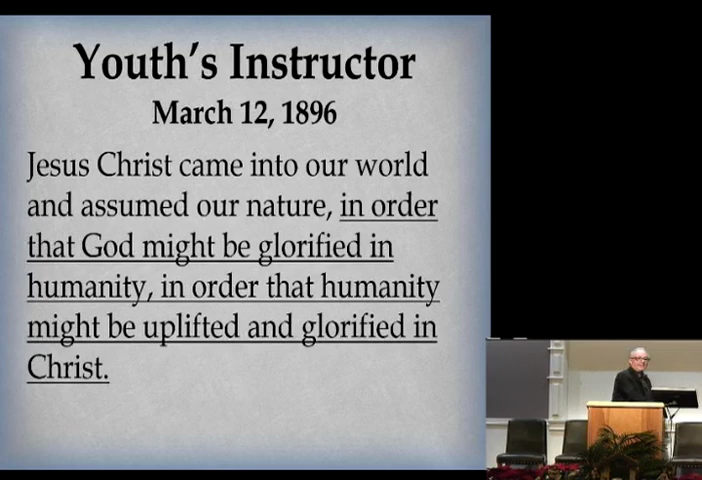 Youth's Instructor
March 12, 1896
Jesus Christ came into our world
and assumed our nature, in order
that God might be glorified in
humanity, in order that humanity
might be uplifted and glorified in
Christ.